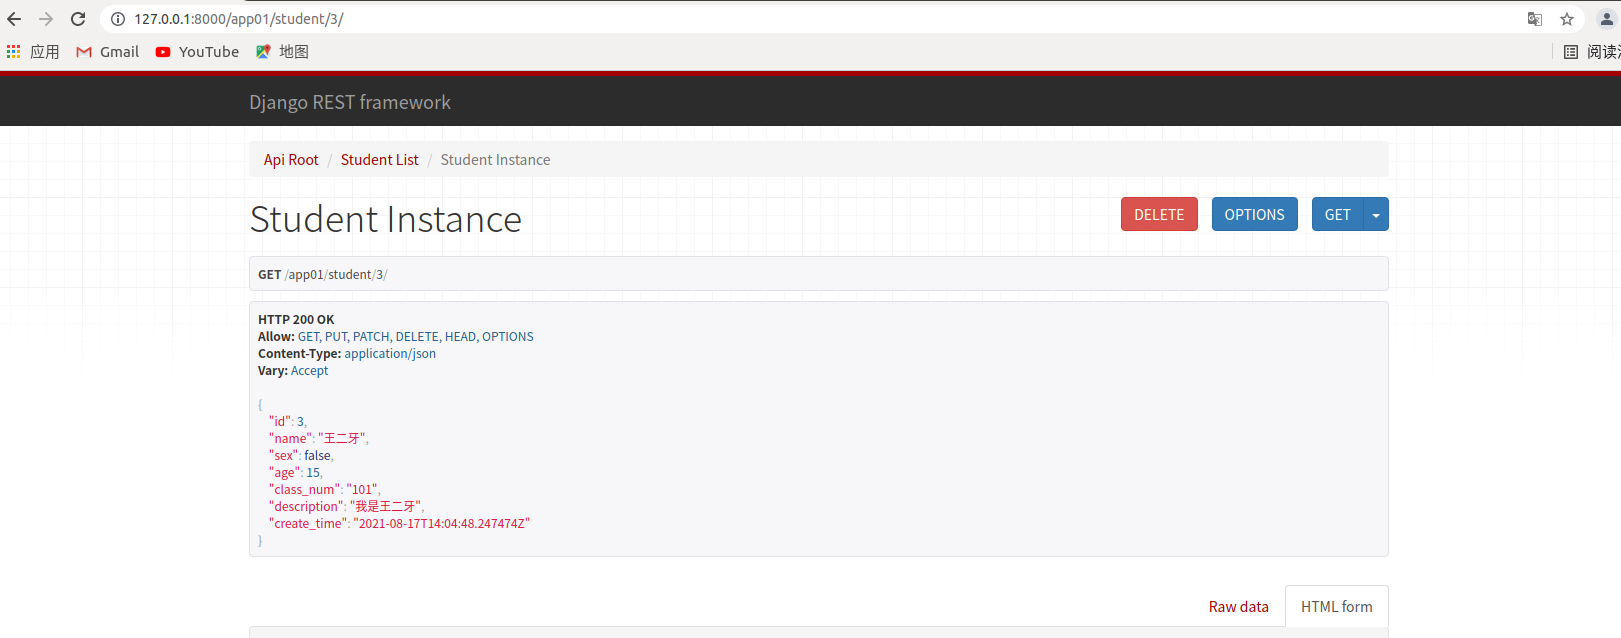 127.0.0.1:8000/app01/student/3/
应用 Gmail YouTube 地图 阅读
Django REST framework
Api Root / Student List / Student Instance
Student Instance DELETE OPTIONS GET
GET /app01/student/3/
HTTP 200 OK
Allow: GET, PUT, PATCH, DELETE, HEAD, OPTIONS
Content-Type: application/json
Vary: Accept
{
"id": 3,
"name": "王二牙",
"sex": false,
"age": 15,
"class_num": "101",
"description": "我是王二牙",
"create_time": "2021-08-17T14:04:48.247474Z"
}
Raw data HTML form